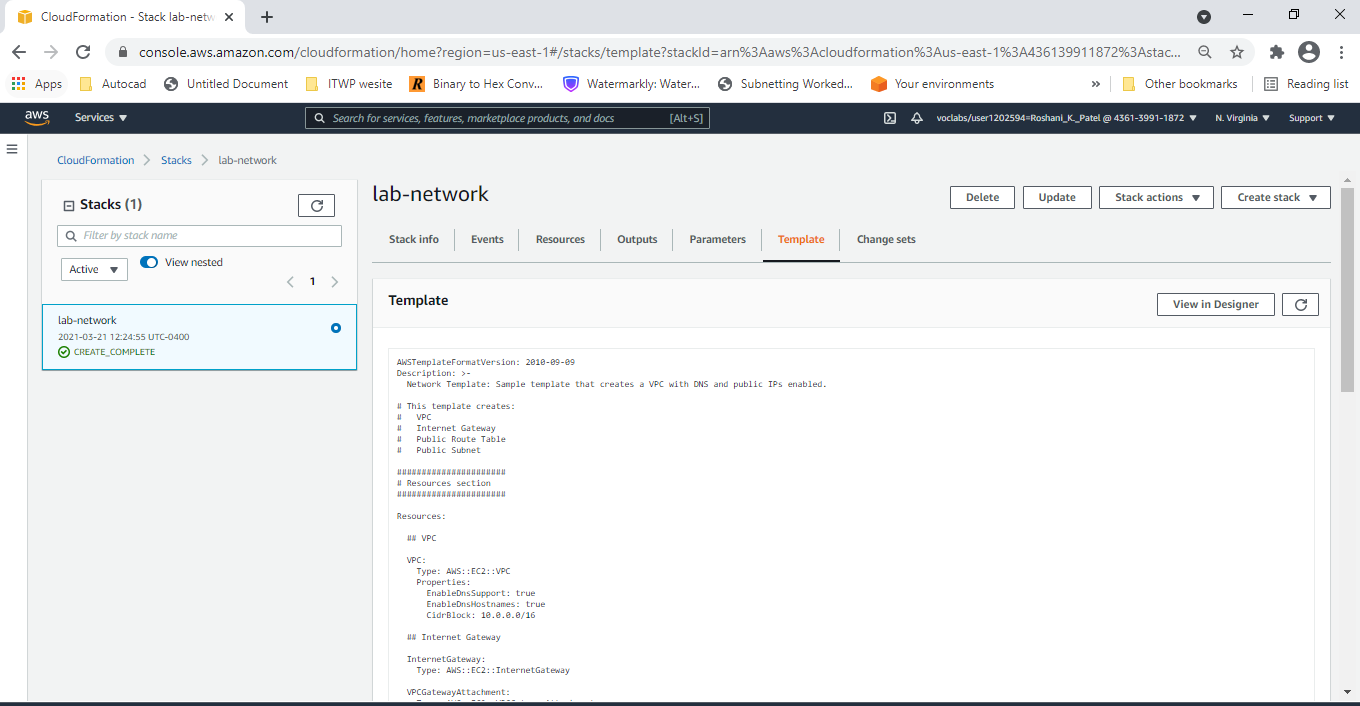 CloudFormation - Stack lab-netw
console.aws.amazon.com/cloudformation/home?region=us-east-1#/stacks/template?stackId=arn%3Aaws%3Acloudformation%3Aus-east-1%3A436139911872%3Astac...
Apps Autocad Untitled Document ITWP wesite R Binary to Hex Conv... Watermarkly: Water... Subnetting Worked... Your environments » Other bookmarks Reading list
aws Services Search for services, features, marketplace products, and docs [Alt+S] voclabs/user1202594=Roshani_K._Patel @ 4361-3991-1872 N. Virginia Support
CloudFormation Stacks lab-network
Stacks (1)
Filter by stack name
Active View nested
1
lab-network
2021-03-21 12:24:55 UTC-0400
CREATE_COMPLETE
lab-network
Delete Update Stack actions Create stack
Stack info Events Resources Outputs Parameters Template Change sets
Template
View in Designer
AWSTemplateFormatVersion: 2010-09-09
Description: >-
Network Template: Sample template that creates a VPC with DNS and public IPs enabled.
# This template creates:
# VPC
# Internet Gateway
# Public Route Table
# Public Subnet
######################
# Resources section
######################
Resources:
## VPC
VPC:
Type: AWS::EC2::VPC
Properties:
EnableDnsSupport: true
EnableDnsHostnames: true
CidrBlock: 10.0.0.0/16
## Internet Gateway
InternetGateway:
Type: AWS::EC2::InternetGateway
VPCGatewayAttachment: